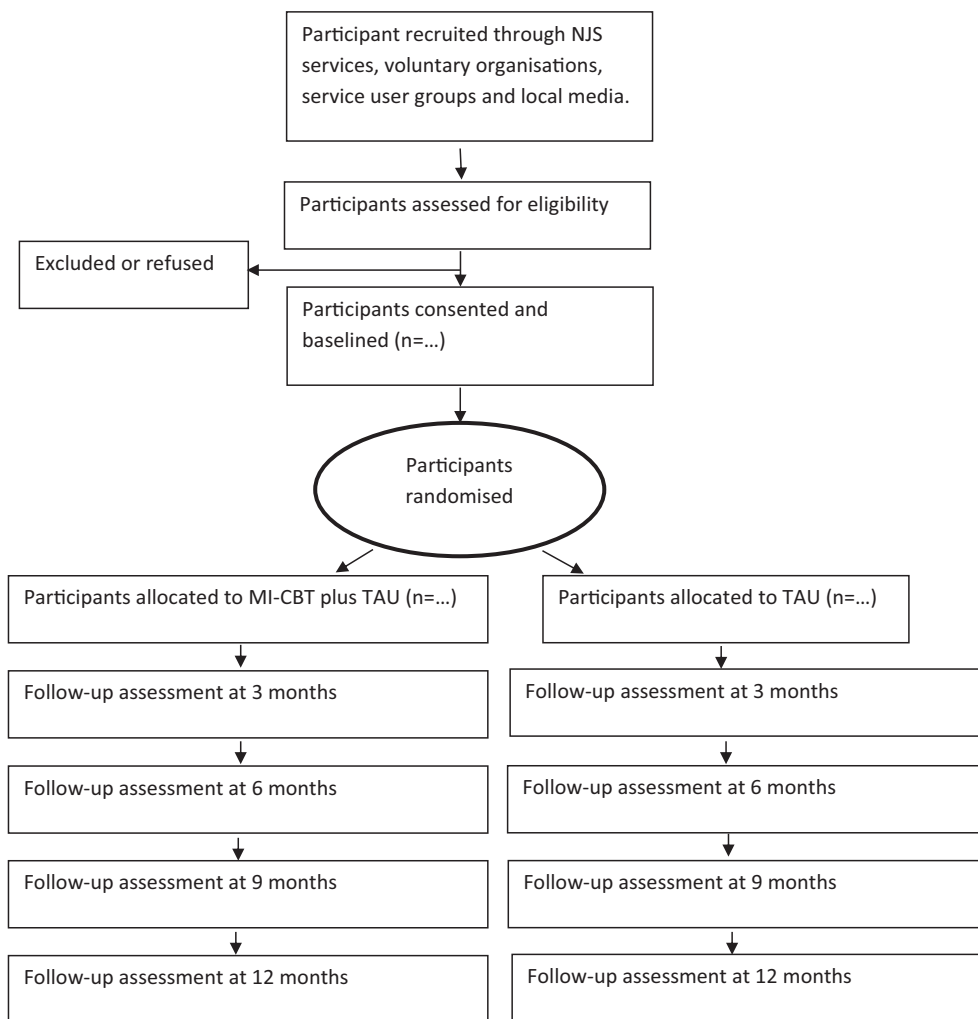 Participant recruited through NJS
services, voluntary organisations,
service user groups and local media.
Participants assessed for eligibility
Excluded or refused
Participants consented and
baselined (n=…)
Participants
randomised
Participants allocated to MI-CBT plus TAU (n=…)
Participants allocated to TAU (n=…)
Follow-up assessment at 3 months
Follow-up assessment at 3 months
Follow-up assessment at 6 months
Follow-up assessment at 6 months
Follow-up assessment at 9 months
Follow-up assessment at 9 months
Follow-up assessment at 12 months
Follow-up assessment at 12 months